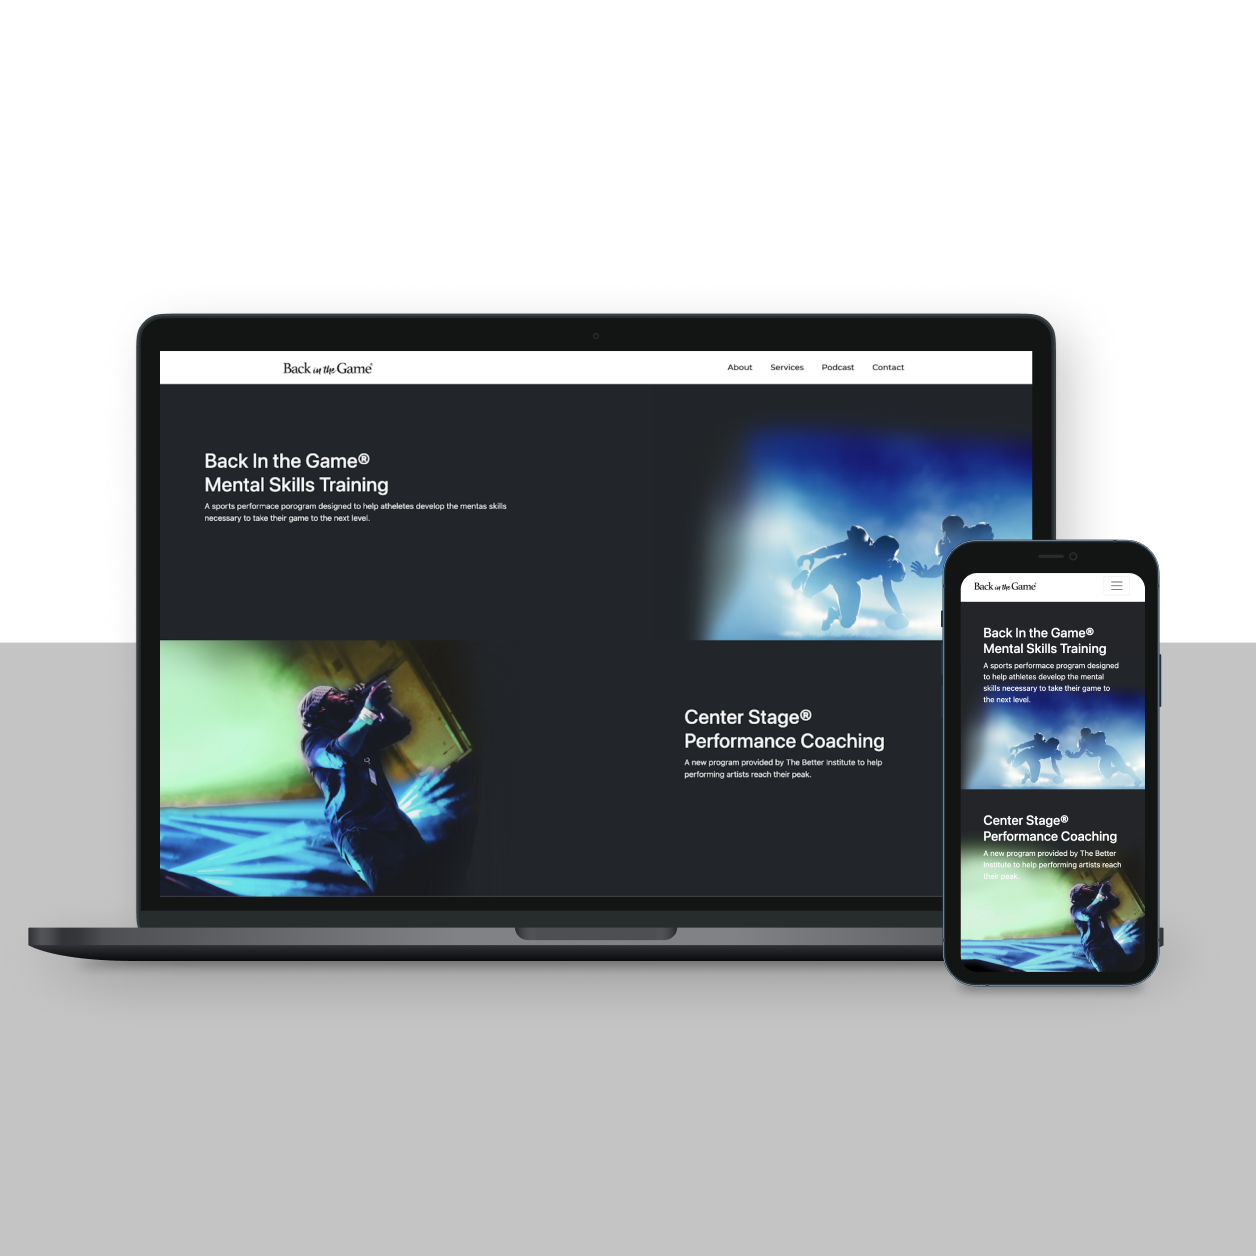 Back in the Game®
About Services Podcast Contact
Back In the Game®
Mental Skills Training
A sports performace porogram designed to help atheletes develop the mentas skills
necessary to take their game to the next level.
Center Stage®
Performance Coaching
A new program provided by The Better Institute to help
performing artists reach their peak.
Back in the Game®
Back In the Game®
Mental Skills Training
A sports performace program designed
to help athletes develop the mental
skills necessary to take their game to
the next level.
Center Stage®
Performance Coaching
A new program provided by The Better
Institute to help performing artists reach
their peak.